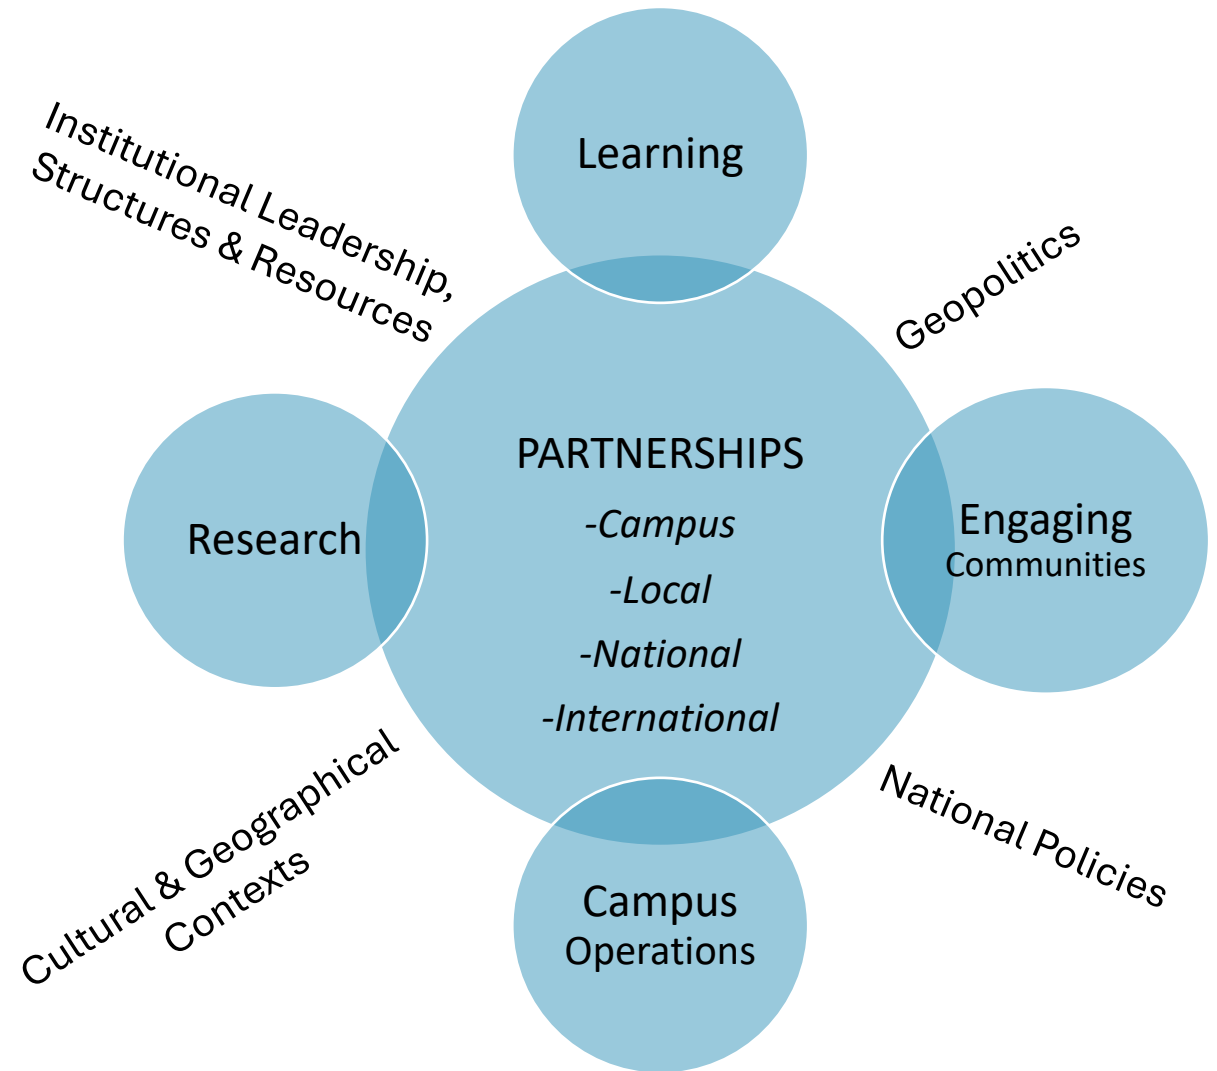 Learning
Institutional Leadership,
Structures & Resources
Geopolitics
PARTNERSHIPS
-Campus
-Local
-National
-International
Research
Engaging
Communities
Cultural & Geographical
Contexts
National Policies
Campus
Operations